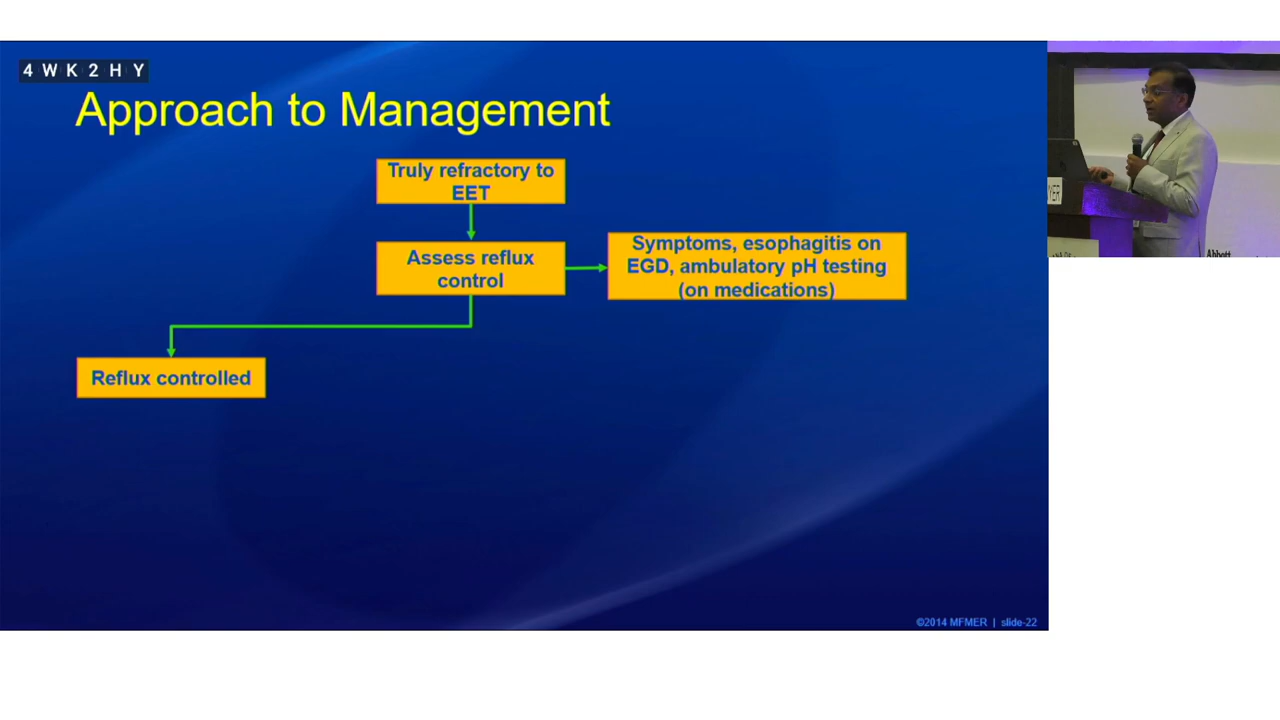 4WK2HY
Approach to Management
Truly refractory to
EET
Assess reflux
control
Symptoms, esophagitis on
EGD, ambulatory pH testing
(on medications)
Reflux controlled
©2014 MFMER | slide-22
Abbott